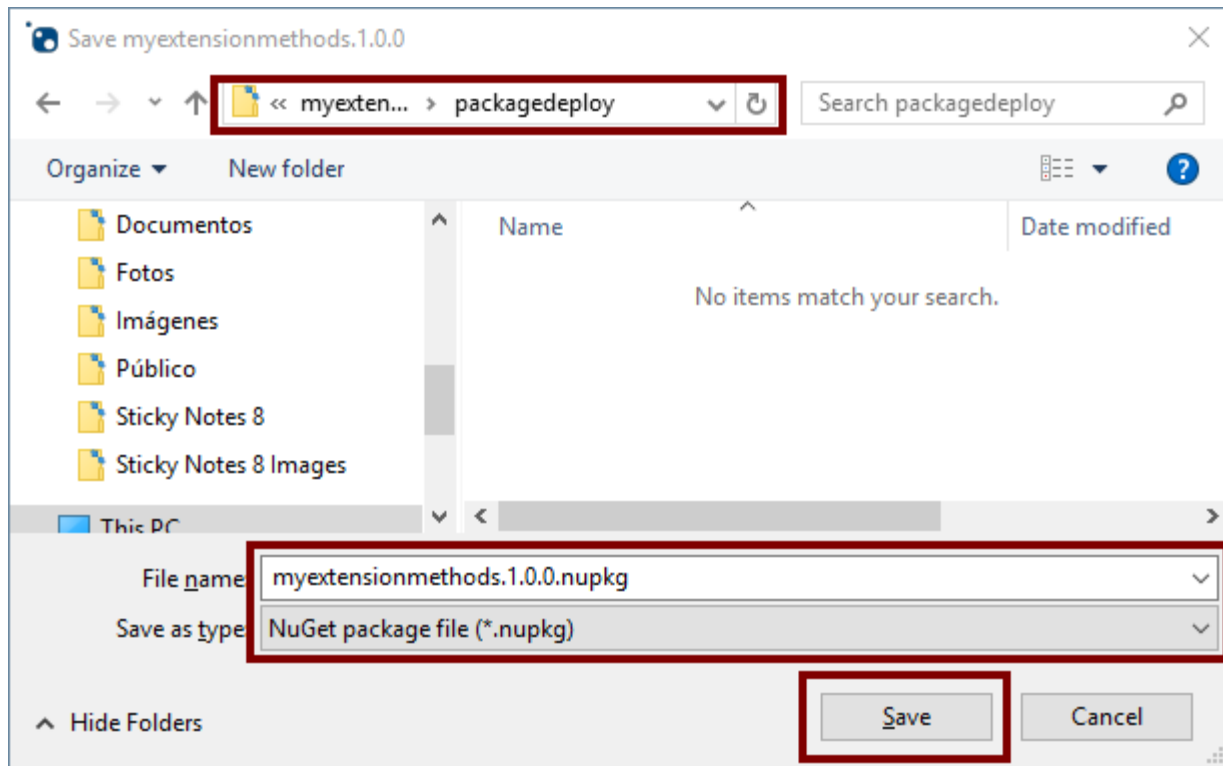 Save myextensionmethods.1.0.0
« myexten... > packagedeploy Search packagedeploy
Organize New folder ?
Documentos
Fotos
Imágenes
Público
Sticky Notes 8
Sticky Notes 8 Images
This PC
Name Date modified
No items match your search.
File name: myextensionmethods.1.0.0.nupkg
Save as type: NuGet package file (*.nupkg)
Hide Folders Save Cancel